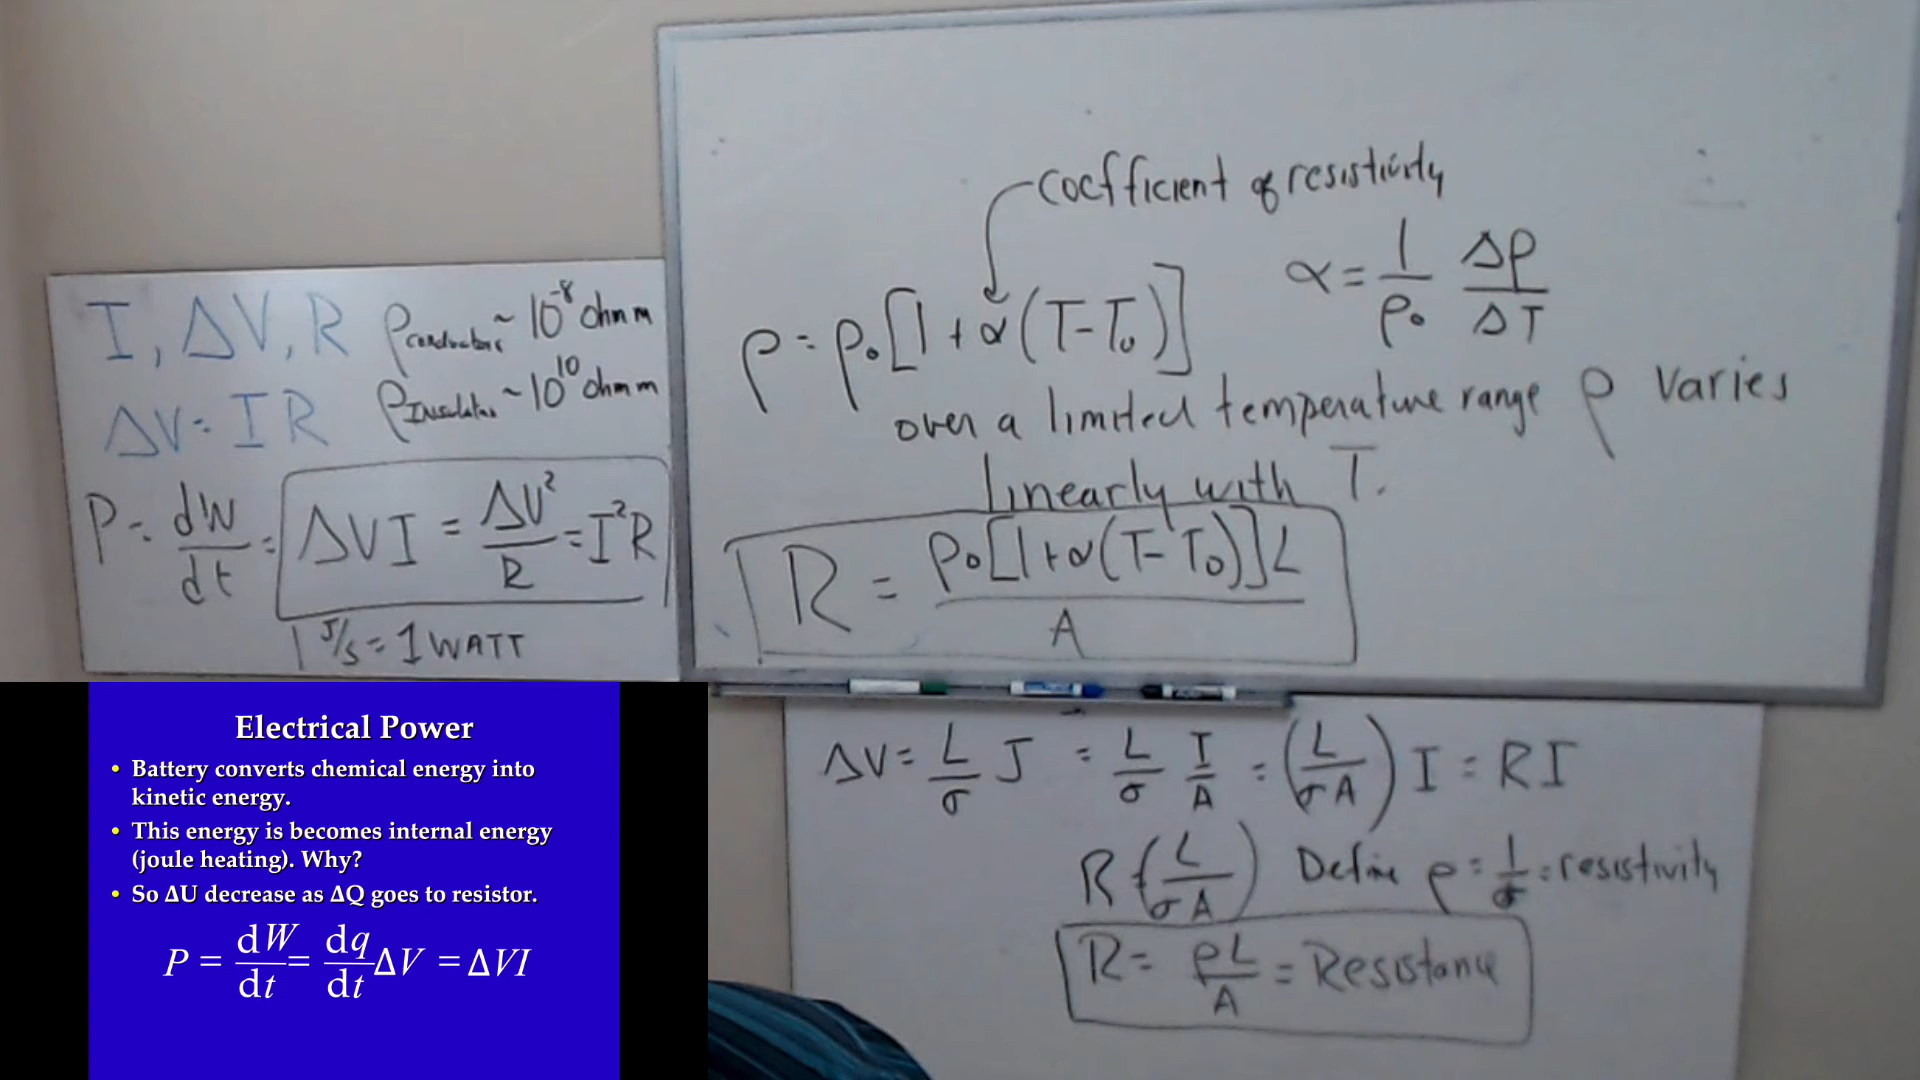 I, ΔV, R
ρ conductors ~ 10⁻⁸ ohm m
ΔV = IR
ρ Insulator ~ 10¹⁰ ohm m
P = dW/dt = ΔVI = ΔV²/R = I²R
1 J/s = 1 WATT
coefficient of resistivity
ρ = ρ₀[1 + α(T - T₀)]
α = 1/ρ₀ Δρ/ΔT
over a limited temperature range ρ varies
linearly with T.
R = ρ₀[1 + α(T - T₀)]L / A
Electrical Power
• Battery converts chemical energy into
kinetic energy.
• This energy is becomes internal energy
(joule heating). Why?
• So ΔU decrease as ΔQ goes to resistor.
P = dW/dt = dq/dt ΔV = ΔVI
ΔV = L/σ J = L/σ I/A = (L/σA) I = RI
R = (L/σA) Define ρ = 1/σ = resistivity
R = ρL/A = Resistance